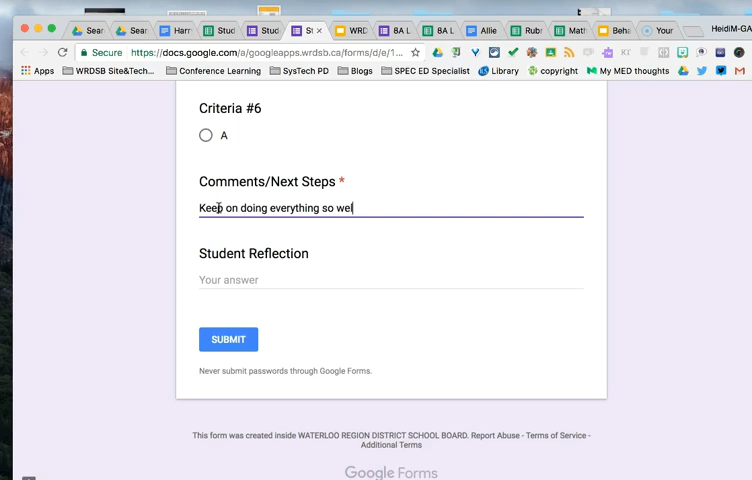 Sear
Sear
Harm
Stud
Stud
St
WRD
8A L
8A L
Allie
Rubr
Math
Beha
Your
HeidiM-GA
Secure
https://docs.google.com/a/googleapps.wrdsb.ca/forms/d/e/1...
Apps
WRDSB Site&Tech...
Conference Learning
SysTech PD
Blogs
SPEC ED Specialist
Library
copyright
My MED thoughts
Criteria #6
A
Comments/Next Steps *
Keep on doing everything so wel
Student Reflection
Your answer
SUBMIT
Never submit passwords through Google Forms.
This form was created inside WATERLOO REGION DISTRICT SCHOOL BOARD. Report Abuse - Terms of Service -
Additional Terms
Google Forms